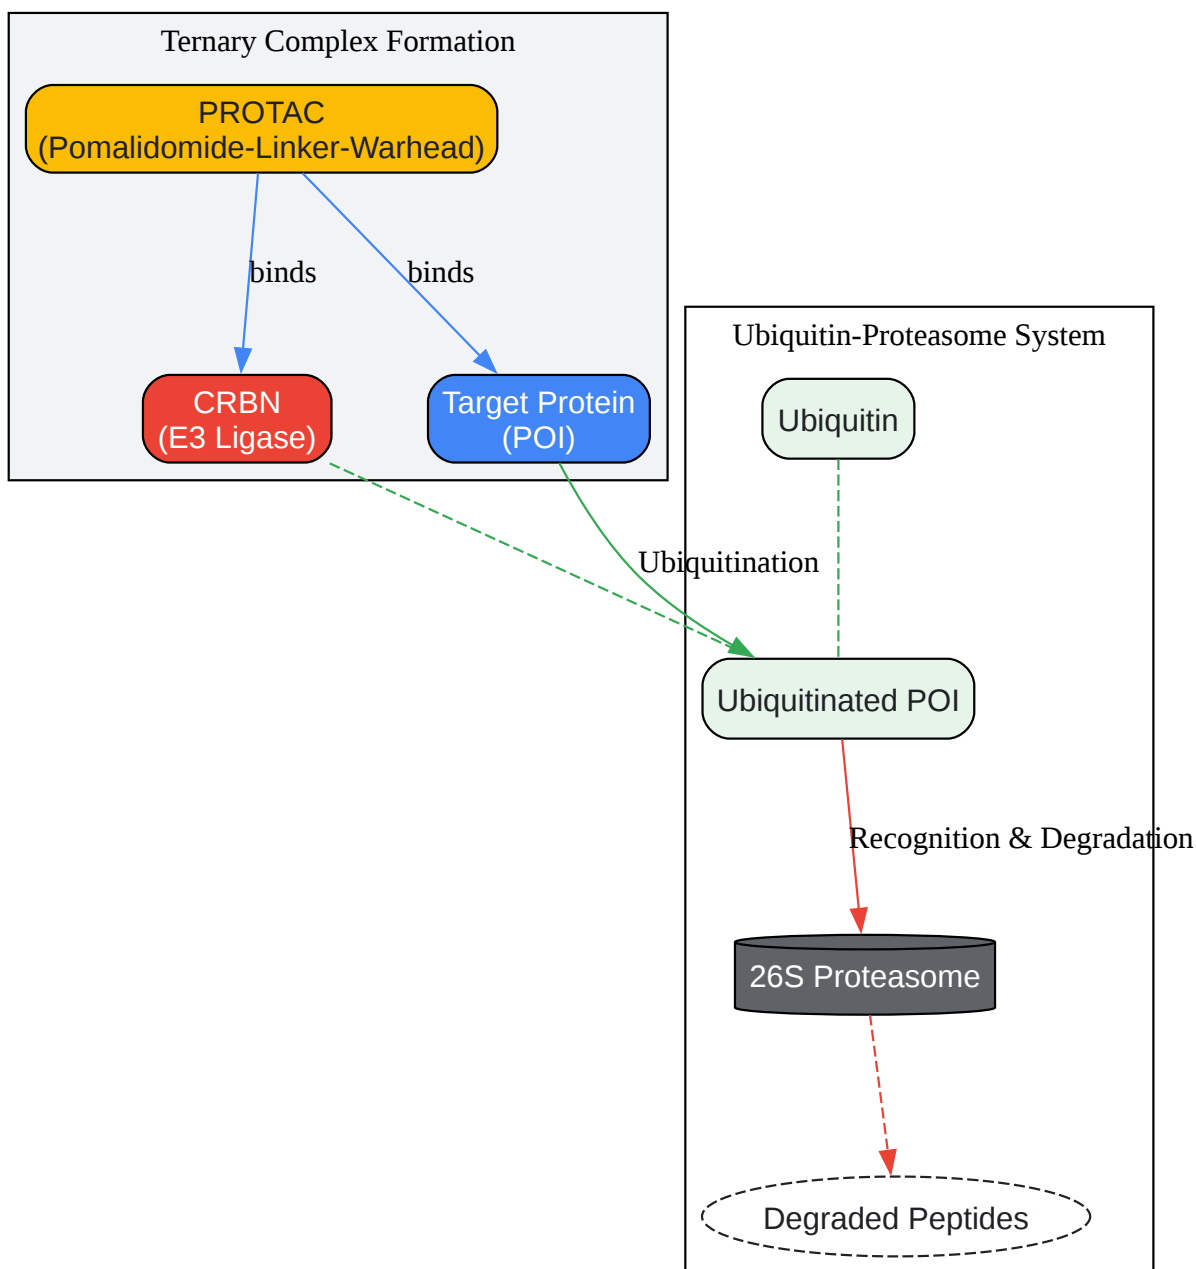 Ternary Complex Formation
PROTAC
(Pomalidomide-Linker-Warhead)
binds
binds
CRBN
(E3 Ligase)
Target Protein
(POI)
Ubiquitin-Proteasome System
Ubiquitin
Ubiquitination
Ubiquitinated POI
Recognition & Degradation
26S Proteasome
Degraded Peptides